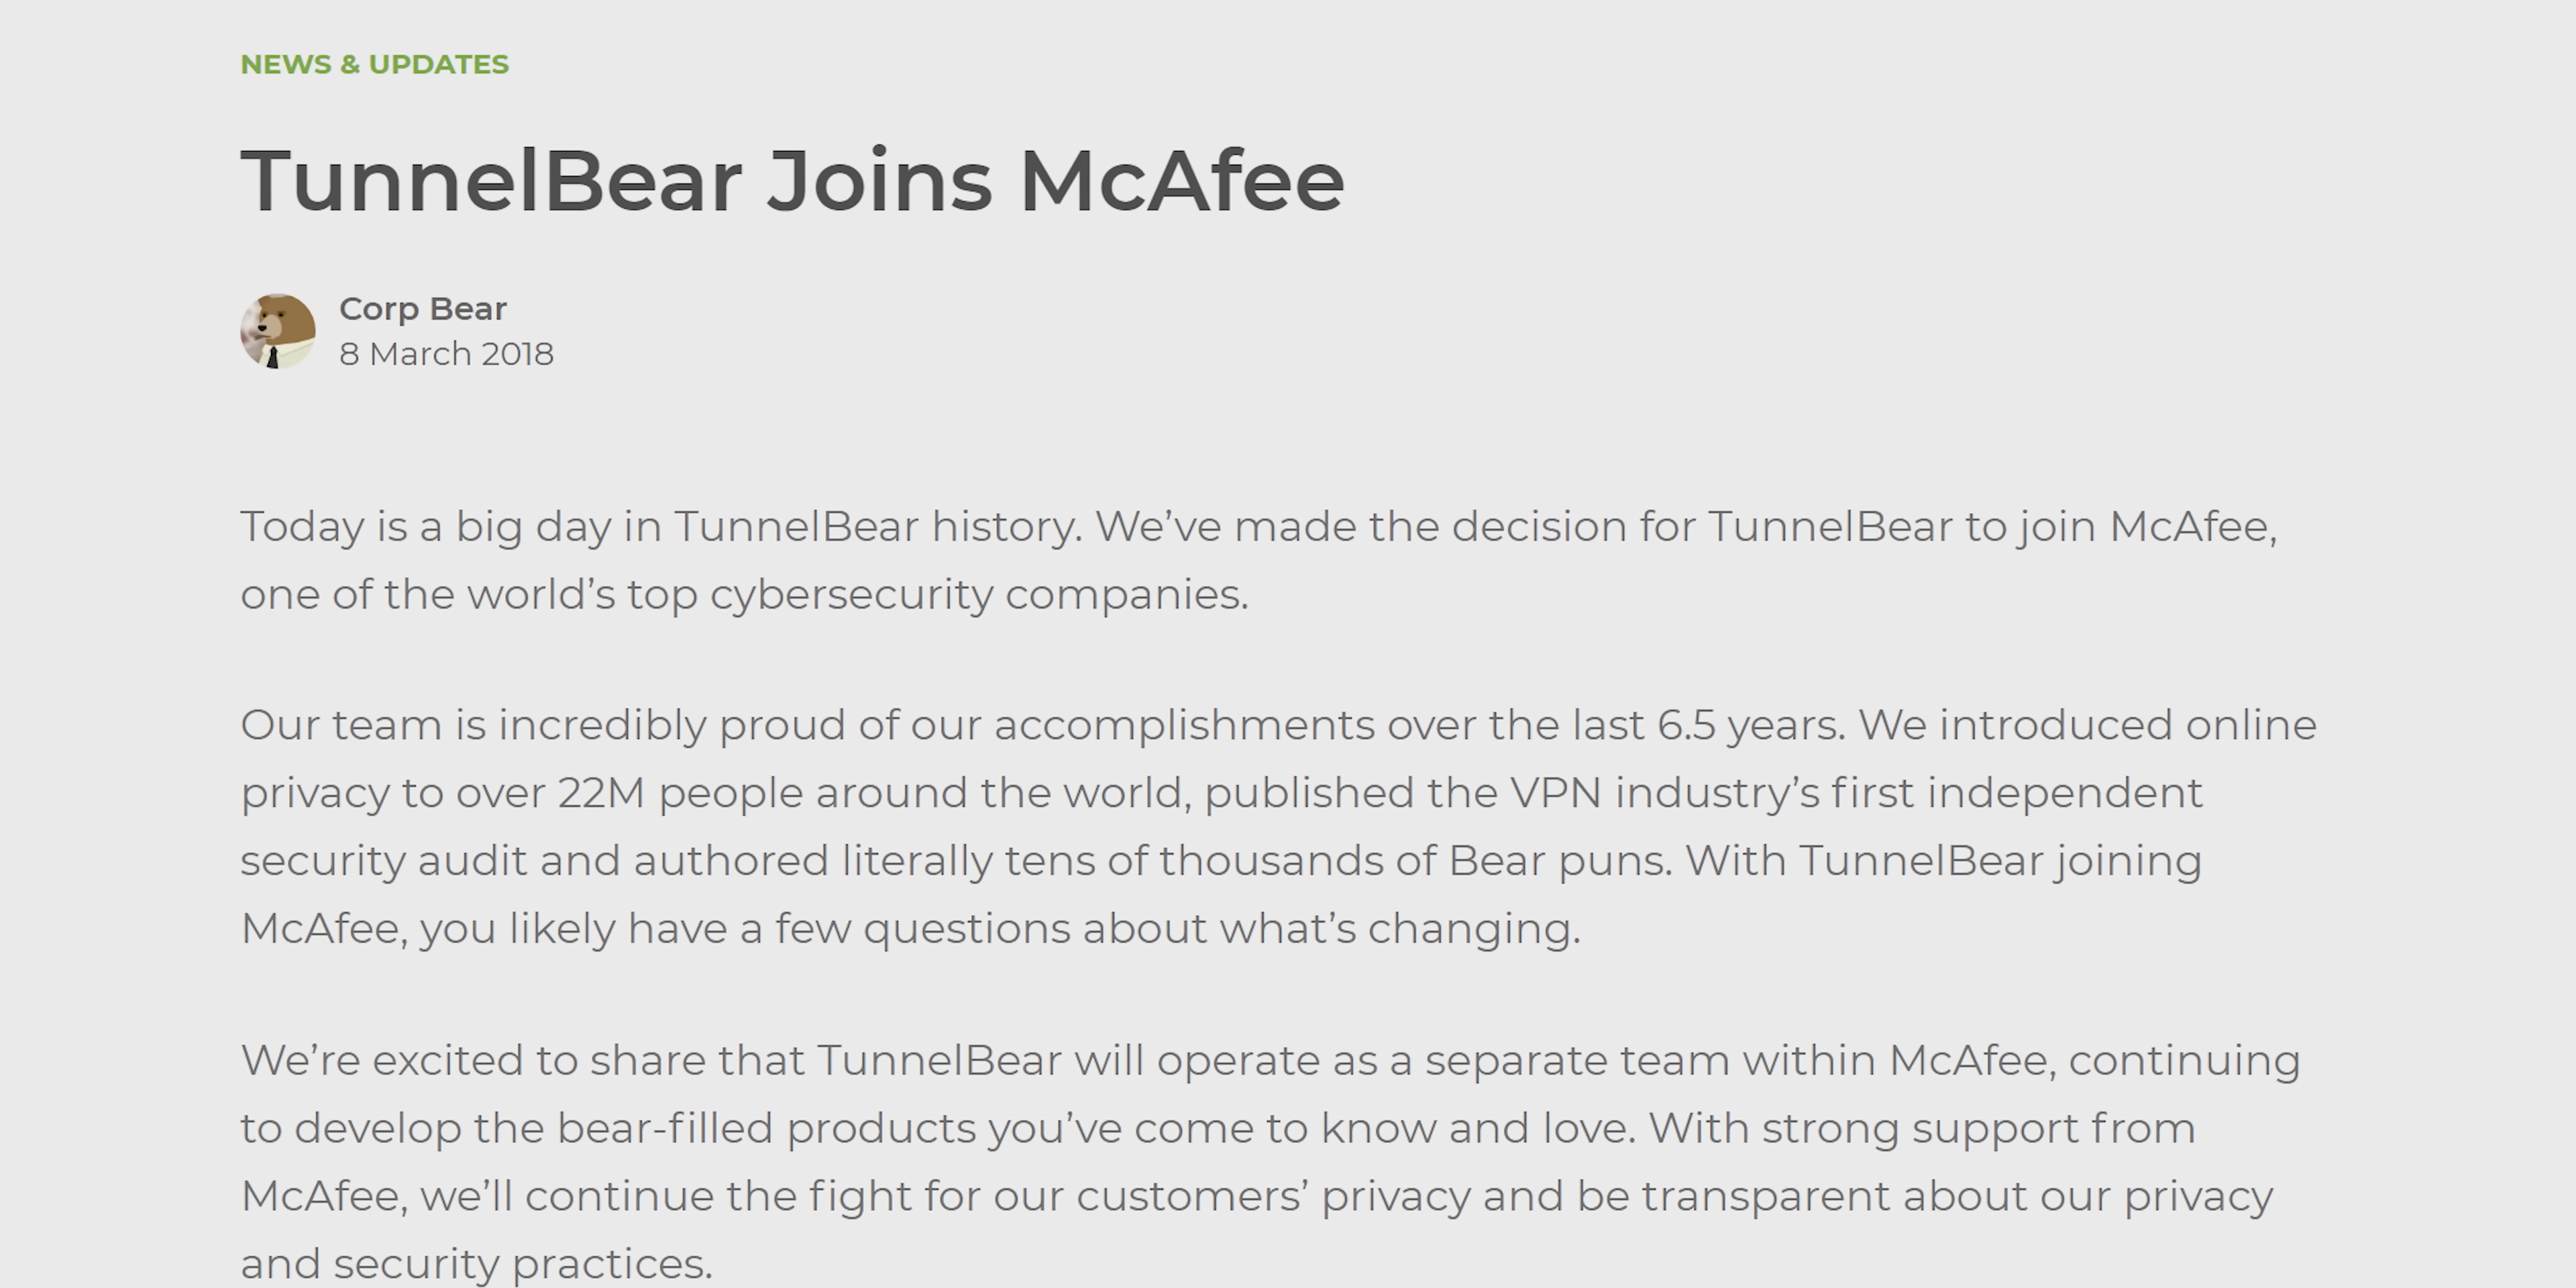 NEWS & UPDATES
TunnelBear Joins McAfee
Corp Bear
8 March 2018
Today is a big day in TunnelBear history. We’ve made the decision for TunnelBear to join McAfee,
one of the world’s top cybersecurity companies.
Our team is incredibly proud of our accomplishments over the last 6.5 years. We introduced online
privacy to over 22M people around the world, published the VPN industry’s first independent
security audit and authored literally tens of thousands of Bear puns. With TunnelBear joining
McAfee, you likely have a few questions about what’s changing.
We’re excited to share that TunnelBear will operate as a separate team within McAfee, continuing
to develop the bear-filled products you’ve come to know and love. With strong support from
McAfee, we’ll continue the fight for our customers’ privacy and be transparent about our privacy
and security practices.